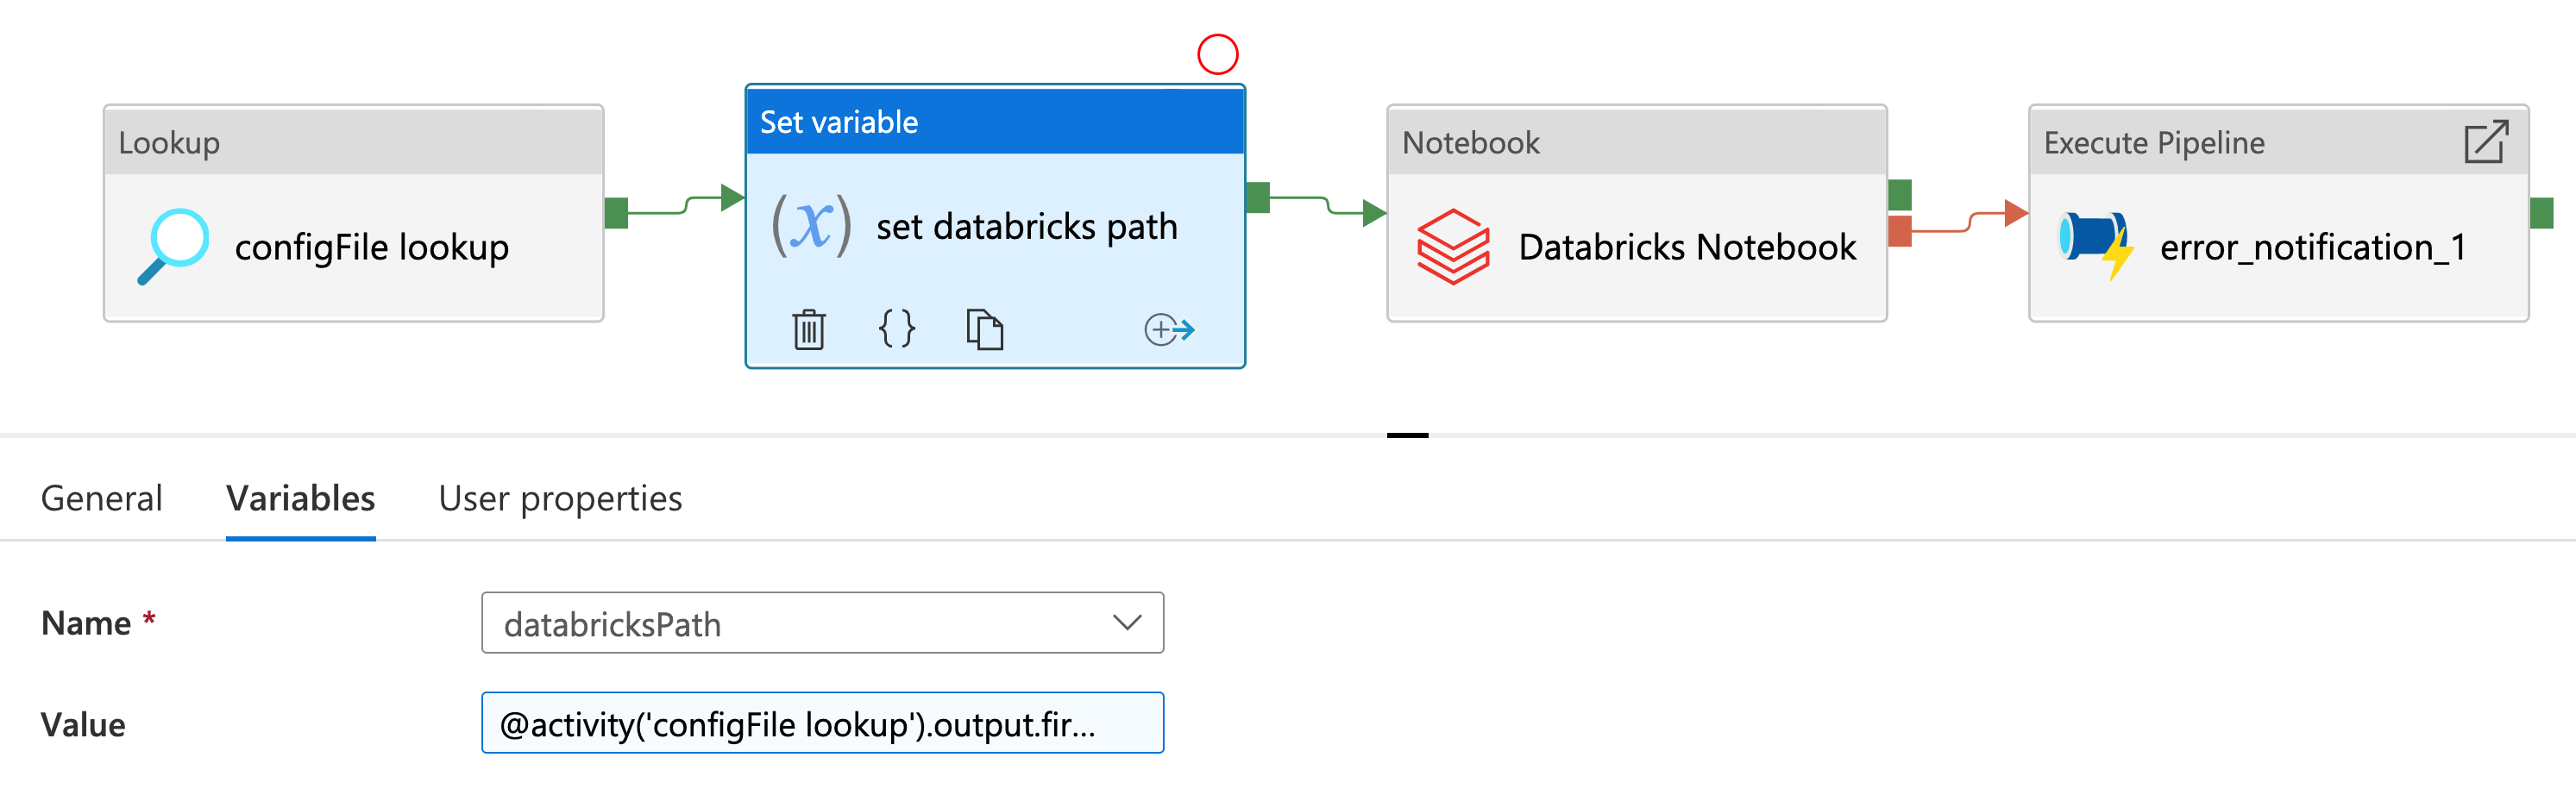 Lookup
configFile lookup
Set variable
(x) set databricks path
{ }
Notebook
Databricks Notebook
Execute Pipeline
error_notification_1
General Variables User properties
Name * databricksPath
Value @activity('configFile lookup').output.fir...